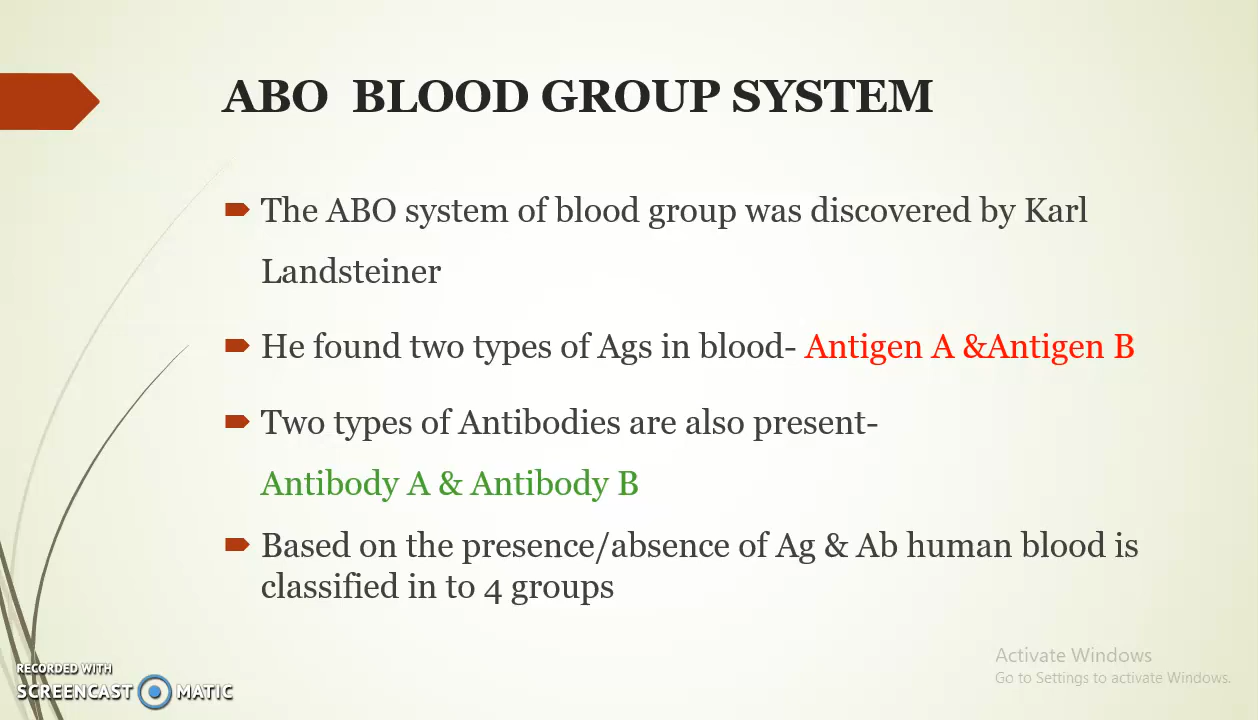 ABO BLOOD GROUP SYSTEM
The ABO system of blood group was discovered by Karl
Landsteiner
He found two types of Ags in blood- Antigen A &Antigen B
Two types of Antibodies are also present-
Antibody A & Antibody B
Based on the presence/absence of Ag & Ab human blood is
classified in to 4 groups
Activate Windows
Go to Settings to activate Windows.
RECORDED WITH
SCREENCAST MATIC